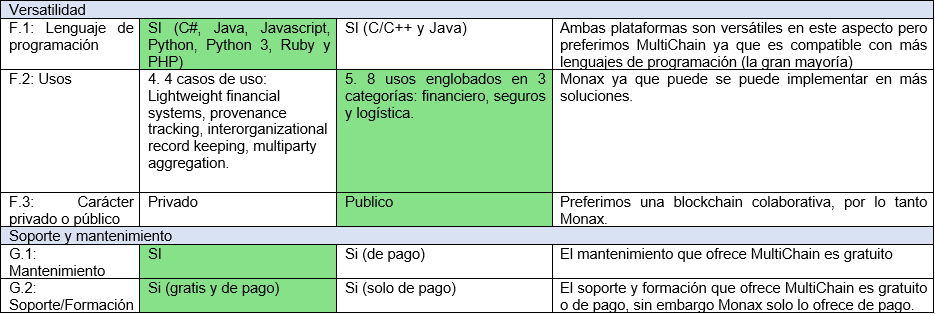 Versatilidad
F.1: Lenguaje de programación
SI (C#, Java, Javascript, Python, Python 3, Ruby y PHP)
SI (C/C++ y Java)
Ambas plataformas son versátiles en este aspecto pero preferimos MultiChain ya que es compatible con más lenguajes de programación (la gran mayoría)
F.2: Usos
4. 4 casos de uso: Lightweight financial systems, provenance tracking, interorganizational record keeping, multiparty aggregation.
5. 8 usos englobados en 3 categorías: financiero, seguros y logística.
Monax ya que puede se puede implementar en más soluciones.
F.3: Carácter privado o público
Privado
Publico
Preferimos una blockchain colaborativa, por lo tanto Monax.
Soporte y mantenimiento
G.1: Mantenimiento
SI
Si (de pago)
El mantenimiento que ofrece MultiChain es gratuito
G.2: Soporte/Formación
Si (gratis y de pago)
Si (solo de pago)
El soporte y formación que ofrece MultiChain es gratuito o de pago, sin embargo Monax solo lo ofrece de pago.